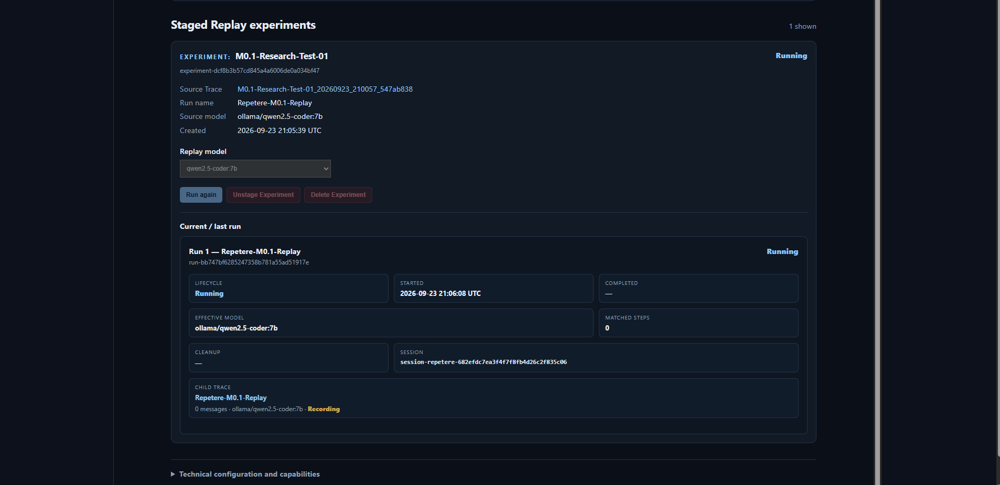 Staged Replay experiments
1 shown
EXPERIMENT: M0.1-Research-Test-01
Running
experiment-dcf8b3b57cd845a4a6006de0a034bf47
Source Trace M0.1-Research-Test-01_20260923_210057_547ab838
Run name Repetere-M0.1-Replay
Source model ollama/qwen2.5-coder:7b
Created 2026-09-23 21:05:39 UTC
Replay model
qwen2.5-coder:7b
Run again Unstage Experiment Delete Experiment
Current / last run
Run 1 — Repetere-M0.1-Replay
Running
run-bb747bf6285247358b781a55ad51917e
LIFECYCLE
Running
STARTED
2026-09-23 21:06:08 UTC
COMPLETED
—
EFFECTIVE MODEL
ollama/qwen2.5-coder:7b
MATCHED STEPS
0
CLEANUP
—
SESSION
session-repetere-682efdc7ea3f4f7f8fb4d26c2f835c06
CHILD TRACE
Repetere-M0.1-Replay
0 messages · ollama/qwen2.5-coder:7b · Recording
Technical configuration and capabilities